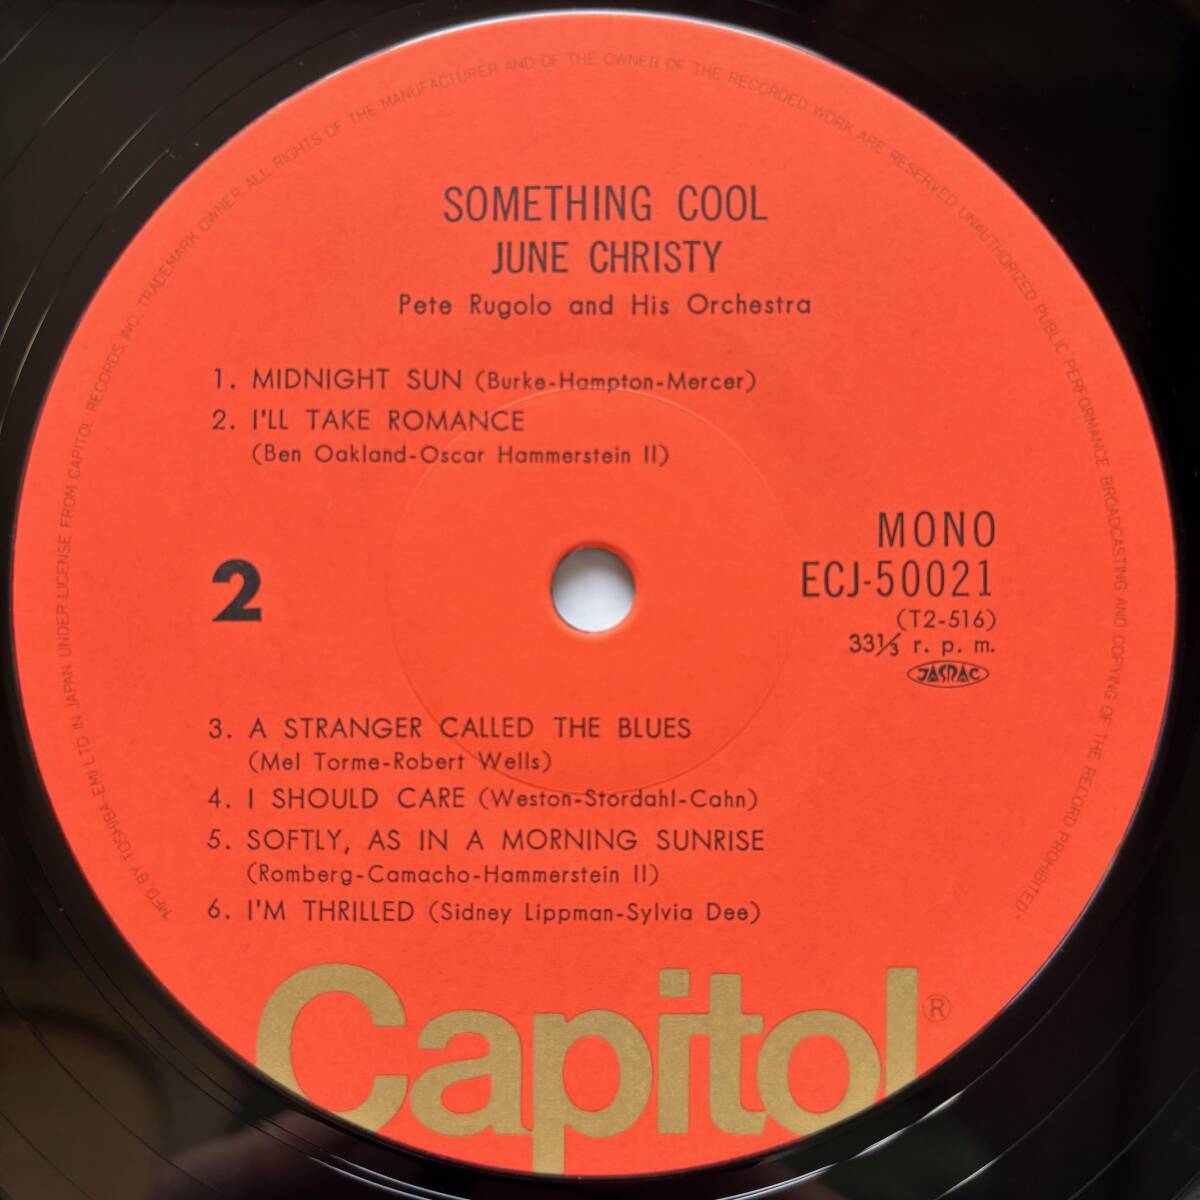 "MFD BY TOSHIBA-EMI LTD IN JAPAN UNDER LICENSE FROM CAPITOL RECORDS, INC. TRADEMARK OWNER. ALL RIGHTS OF THE MANUFACTURER AND OF THE OWNER OF THE RECORDED WORK ARE RESERVED UNAUTHORIZED PUBLIC PERFORMANCE BROADCASTING AND COPYING OF THE RECORD PROHIBITED."
SOMETHING COOL
JUNE CHRISTY
Pete Rugolo and His Orchestra
1. MIDNIGHT SUN (Burke-Hampton-Mercer)
2. I'LL TAKE ROMANCE
(Ben Oakland-Oscar Hammerstein II)
2
MONO
ECJ-50021
(T2-516)
33⅓ r. p. m.
JASRAC
3. A STRANGER CALLED THE BLUES
(Mel Torme-Robert Wells)
4. I SHOULD CARE (Weston-Stordahl-Cahn)
5. SOFTLY, AS IN A MORNING SUNRISE
(Romberg-Camacho-Hammerstein II)
6. I'M THRILLED (Sidney Lippman-Sylvia Dee)
Capitol®